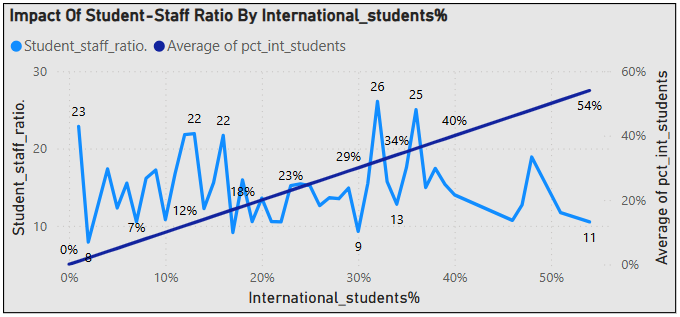 Impact Of Student-Staff Ratio By International_students%
Student_staff_ratio. Average of pct_int_students
30 60%
26
25
23
22 22
54%
40% 40%
34%
20 29%
23%
18% 20%
12%
13
10 7%
11
9
0% 8 0%
0% 10% 20% 30% 40% 50%
International_students%
Student_staff_ratio.
Average of pct_int_students